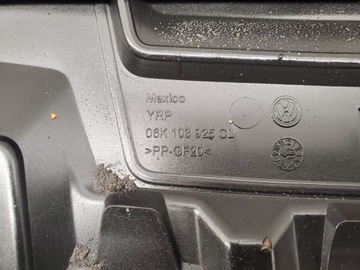 Mexico
YRP
06K 103 925 CL
>PP-GF20<